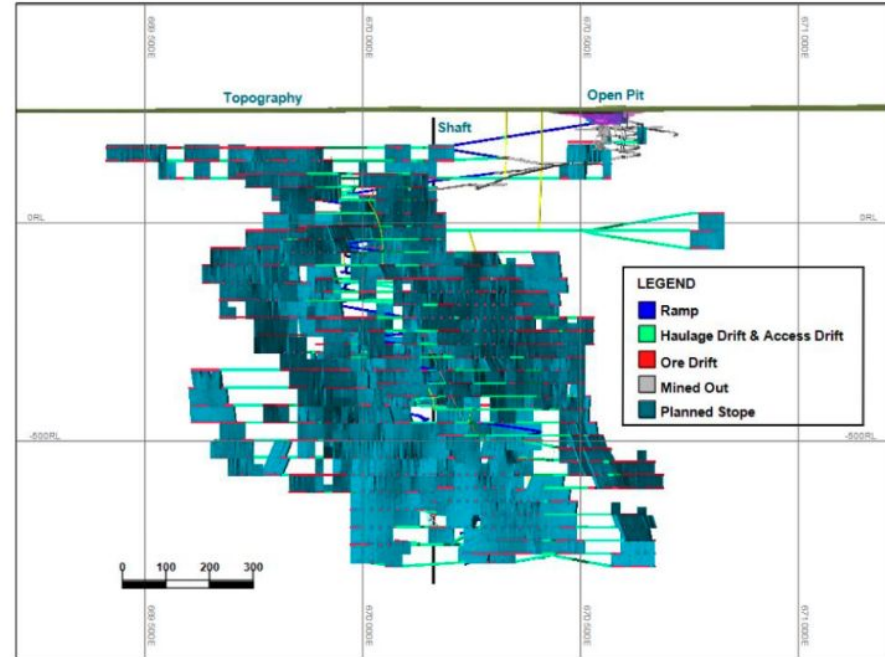 669 500E
670 000E
670 500E
671 000E
Topography
Open Pit
Shaft
0RL
0RL
LEGEND
Ramp
Haulage Drift & Access Drift
Ore Drift
Mined Out
Planned Stope
-500RL
-500RL
0 100 200 300
670 000E
670 500E
671 000E